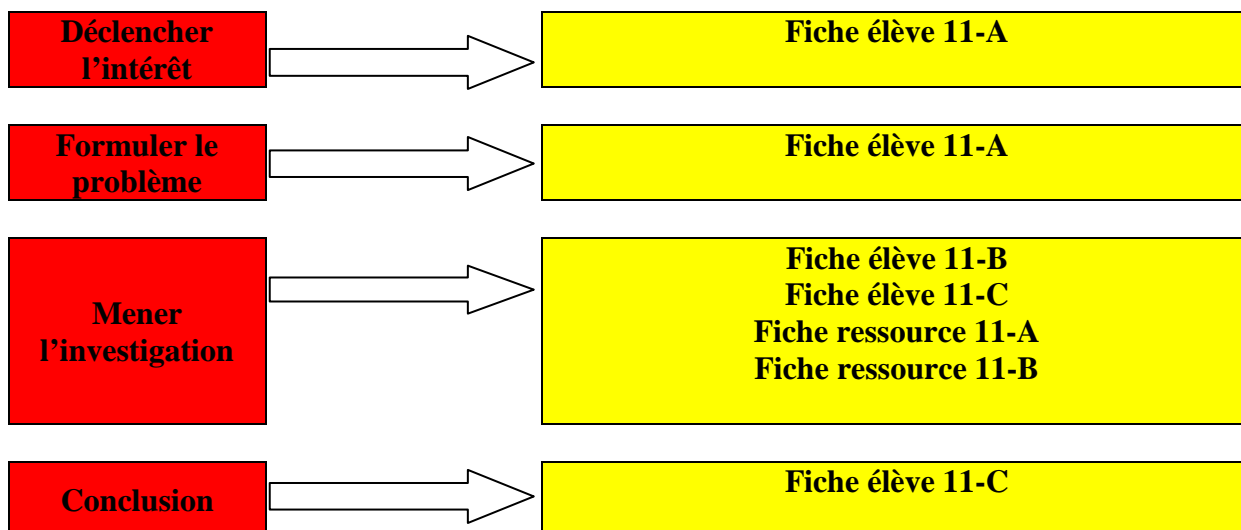 Déclencher
l’intérêt
Fiche élève 11-A
Formuler le
problème
Fiche élève 11-A
Mener
l’investigation
Fiche élève 11-B
Fiche élève 11-C
Fiche ressource 11-A
Fiche ressource 11-B
Conclusion
Fiche élève 11-C